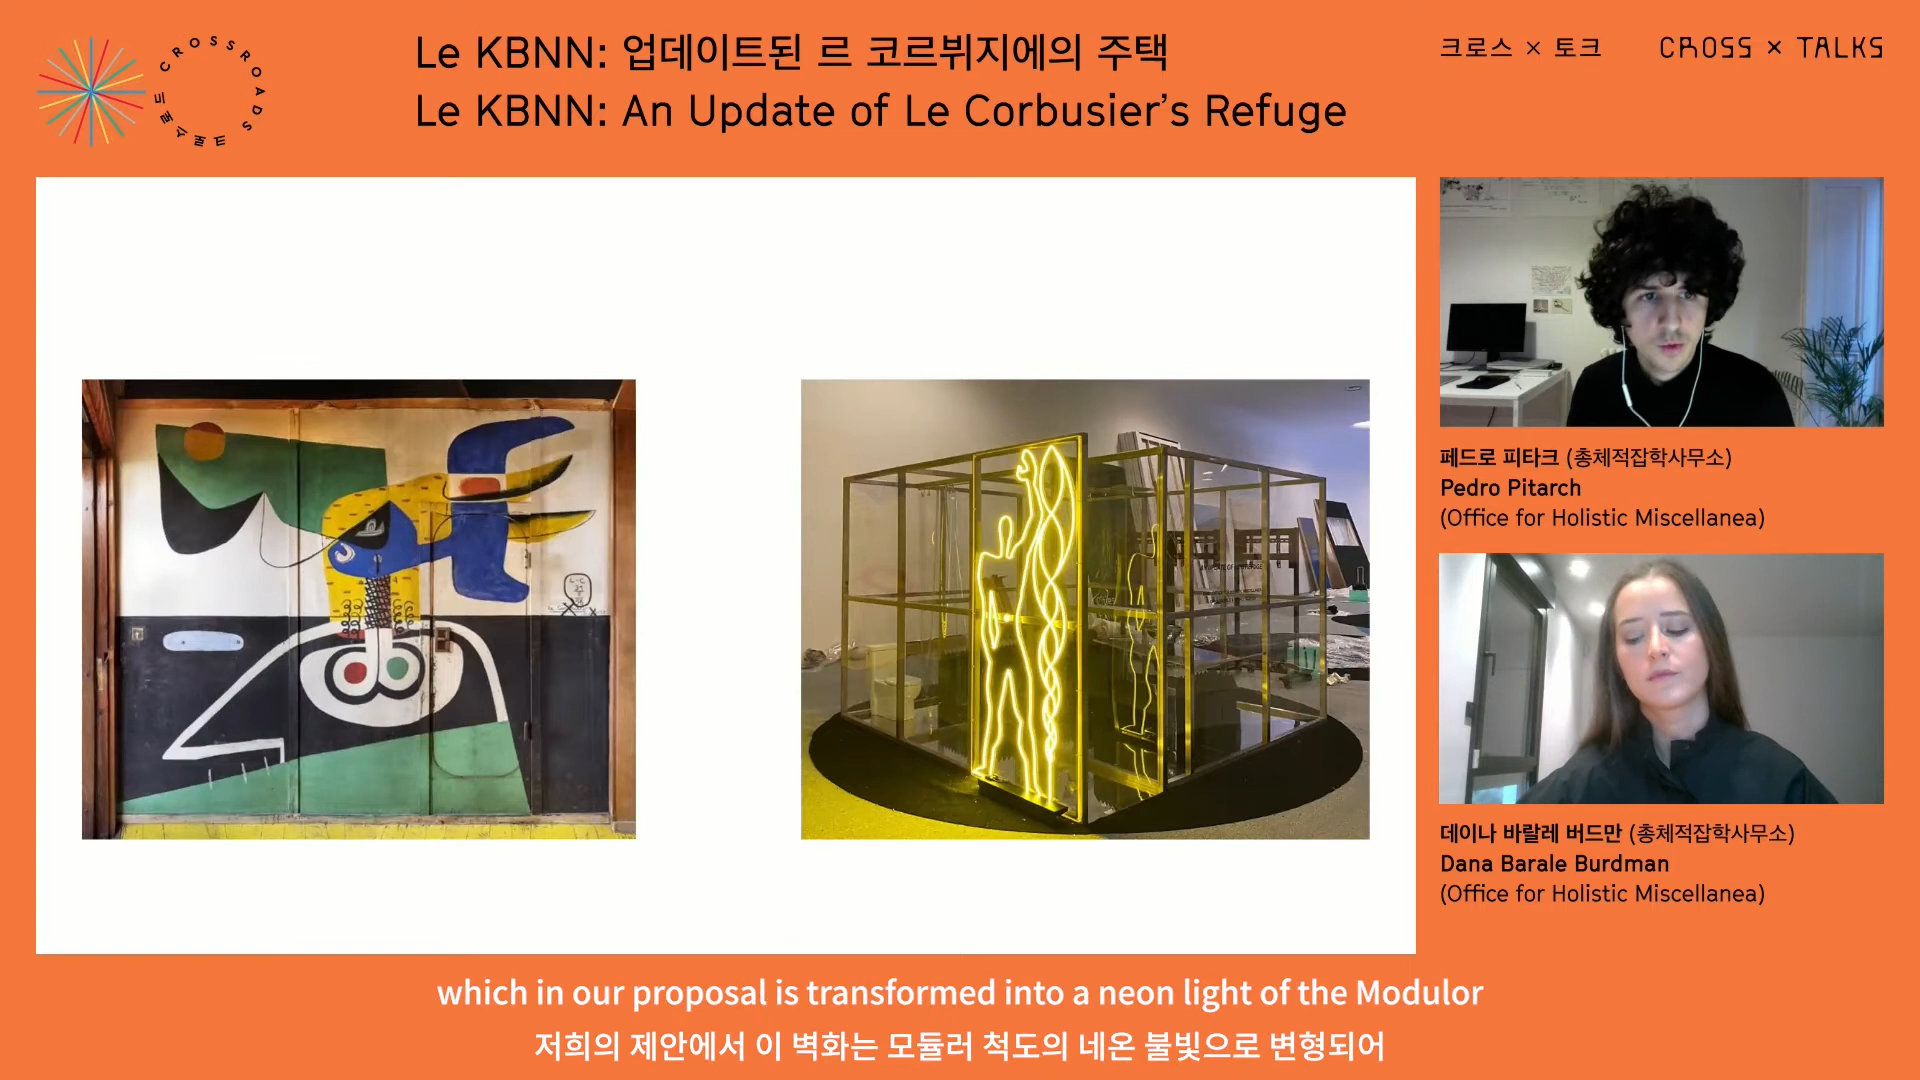 CROSSROADS
크로스로드
Le KBNN: 업데이트된 르 코르뷔지에의 주택
Le KBNN: An Update of Le Corbusier's Refuge
크로스 × 토크
CROSS × TALKS
페드로 피타크 (총체적잡학사무소)
Pedro Pitarch
(Office for Holistic Miscellanea)
데이나 바랄레 버드만 (총체적잡학사무소)
Dana Barale Burdman
(Office for Holistic Miscellanea)
which in our proposal is transformed into a neon light of the Modulor
저희의 제안에서 이 벽화는 모듈러 척도의 네온 불빛으로 변형되어